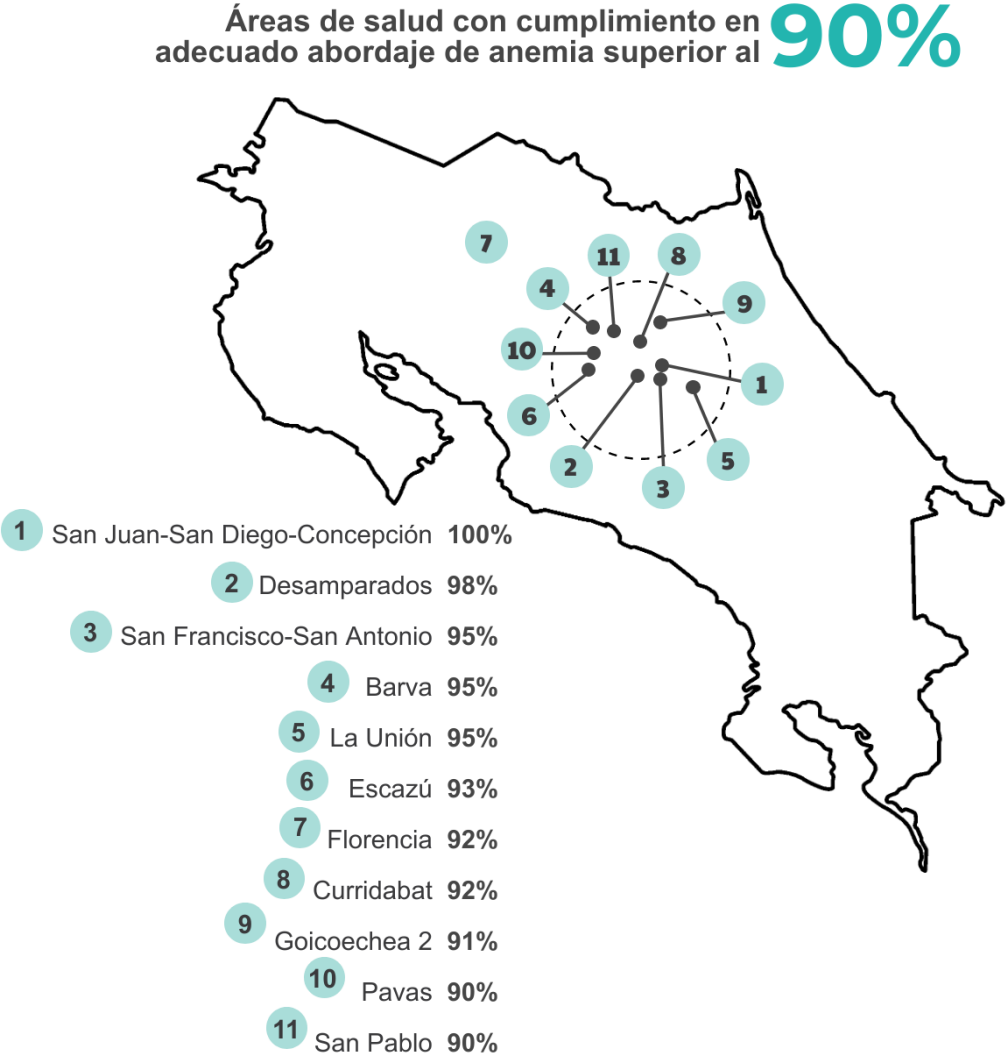 Áreas de salud con cumplimiento en
adecuado abordaje de anemia superior al 90%
7
11
8
4
9
10
1
6
2
5
3
1 San Juan-San Diego-Concepción 100%
2 Desamparados 98%
3 San Francisco-San Antonio 95%
4 Barva 95%
5 La Unión 95%
6 Escazú 93%
7 Florencia 92%
8 Curridabat 92%
9 Goicoechea 2 91%
10 Pavas 90%
11 San Pablo 90%